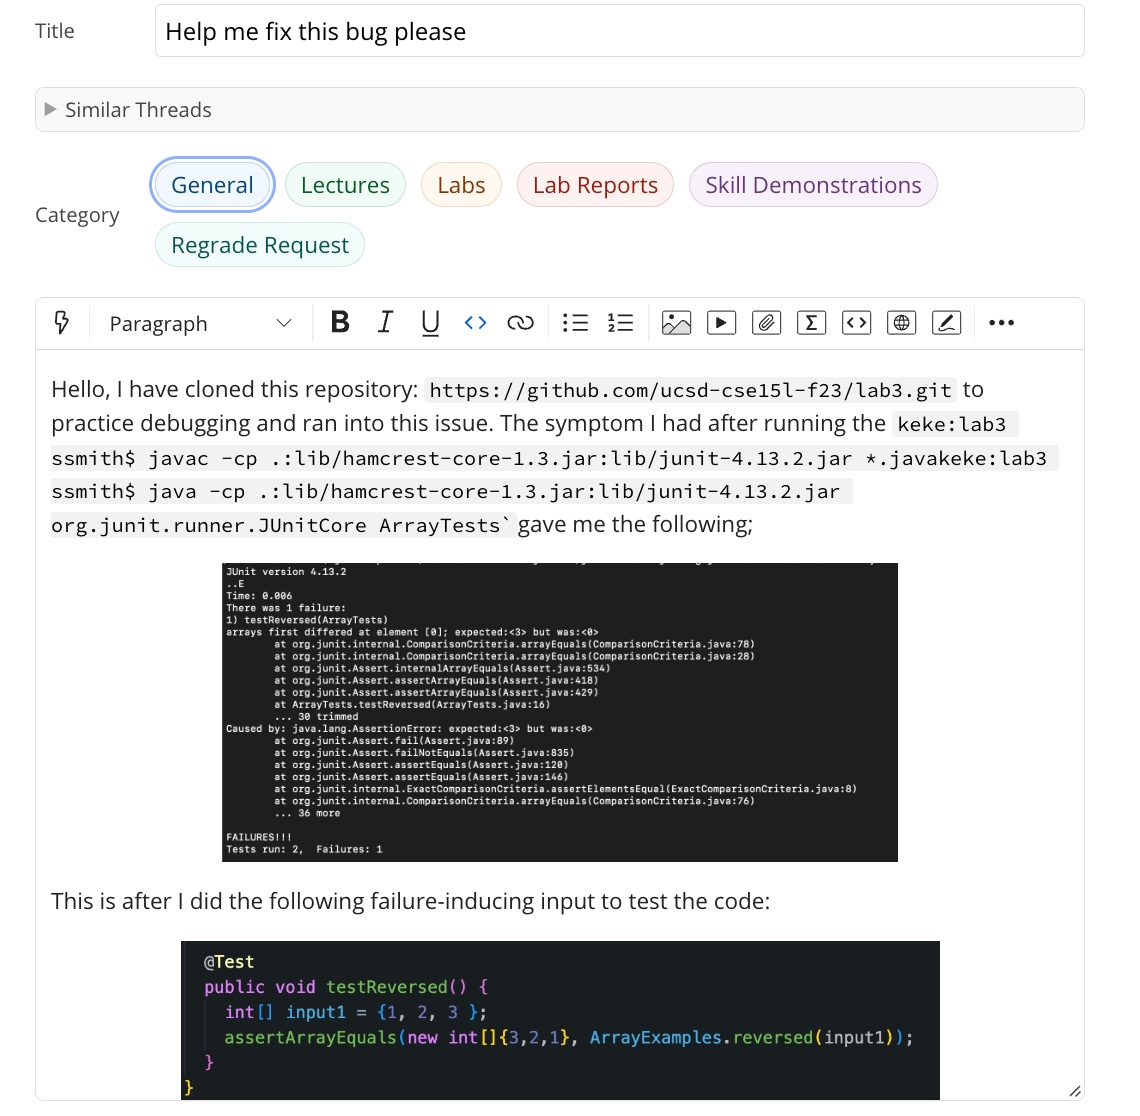 Title
Help me fix this bug please
Similar Threads
Category
General
Lectures
Labs
Lab Reports
Skill Demonstrations
Regrade Request
Paragraph
Hello, I have cloned this repository: https://github.com/ucsd-cse15l-f23/lab3.git to
practice debugging and ran into this issue. The symptom I had after running the keke:lab3
ssmith$ javac -cp .:lib/hamcrest-core-1.3.jar:lib/junit-4.13.2.jar *.javakeke:lab3
ssmith$ java -cp .:lib/hamcrest-core-1.3.jar:lib/junit-4.13.2.jar
org.junit.runner.JUnitCore ArrayTests` gave me the following;
JUnit version 4.13.2
..E
Time: 0.006
There was 1 failure:
1) testReversed(ArrayTests)
arrays first differed at element [0]; expected:<3> but was:<0>
at org.junit.internal.ComparisonCriteria.arrayEquals(ComparisonCriteria.java:78)
at org.junit.internal.ComparisonCriteria.arrayEquals(ComparisonCriteria.java:28)
at org.junit.Assert.internalArrayEquals(Assert.java:534)
at org.junit.Assert.assertArrayEquals(Assert.java:418)
at org.junit.Assert.assertArrayEquals(Assert.java:429)
at ArrayTests.testReversed(ArrayTests.java:16)
... 30 trimmed
Caused by: java.lang.AssertionError: expected:<3> but was:<0>
at org.junit.Assert.fail(Assert.java:89)
at org.junit.Assert.failNotEquals(Assert.java:835)
at org.junit.Assert.assertEquals(Assert.java:120)
at org.junit.Assert.assertEquals(Assert.java:146)
at org.junit.internal.ExactComparisonCriteria.assertElementsEqual(ExactComparisonCriteria.java:8)
at org.junit.internal.ComparisonCriteria.arrayEquals(ComparisonCriteria.java:76)
... 36 more
FAILURES!!!
Tests run: 2,  Failures: 1
This is after I did the following failure-inducing input to test the code:
@Test
public void testReversed() {
int[] input1 = {1, 2, 3 };
assertArrayEquals(new int[]{3,2,1}, ArrayExamples.reversed(input1));
}
}